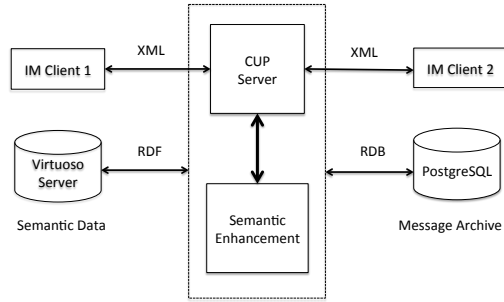 XML
CUP
Server
XML
IM Client 1
IM Client 2
Virtuoso
Server
RDF
RDB
PostgreSQL
Semantic Data
Semantic
Enhancement
Message Archive